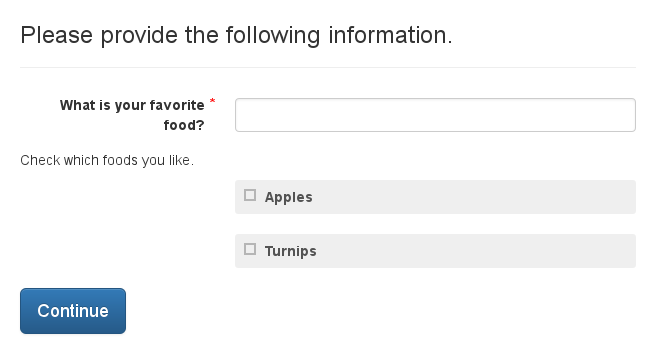 Please provide the following information.
What is your favorite *
food?
Check which foods you like.
Apples
Turnips
Continue